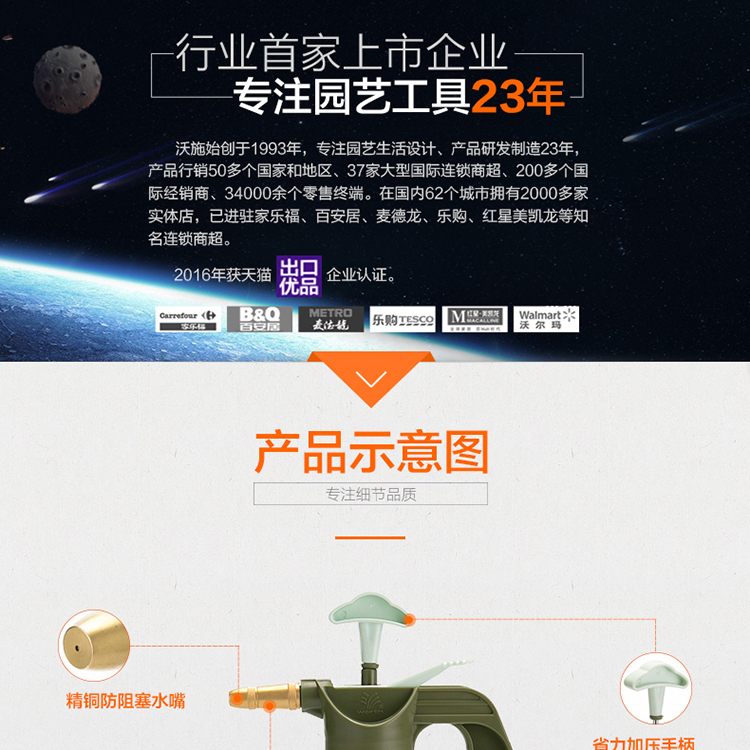 行业首家上市企业
专注园艺工具23年
沃施始创于1993年，专注园艺生活设计、产品研发制造23年，
产品行销50多个国家和地区、37家大型国际连锁商超、200多个国
际经销商、34000余个零售终端。在国内62个城市拥有2000多家
实体店，已进驻家乐福、百安居、麦德龙、乐购、红星美凯龙等知
名连锁商超。
2016年获天猫 出口优品 企业认证。
Carrefour 家乐福
B&Q 百安居
METRO 麦德龙
乐购TESCO
M 红星·美凯龙 MACALLINE
Walmart 沃尔玛
产品示意图
专注细节品质
精铜防阻塞水嘴
省力加压手柄